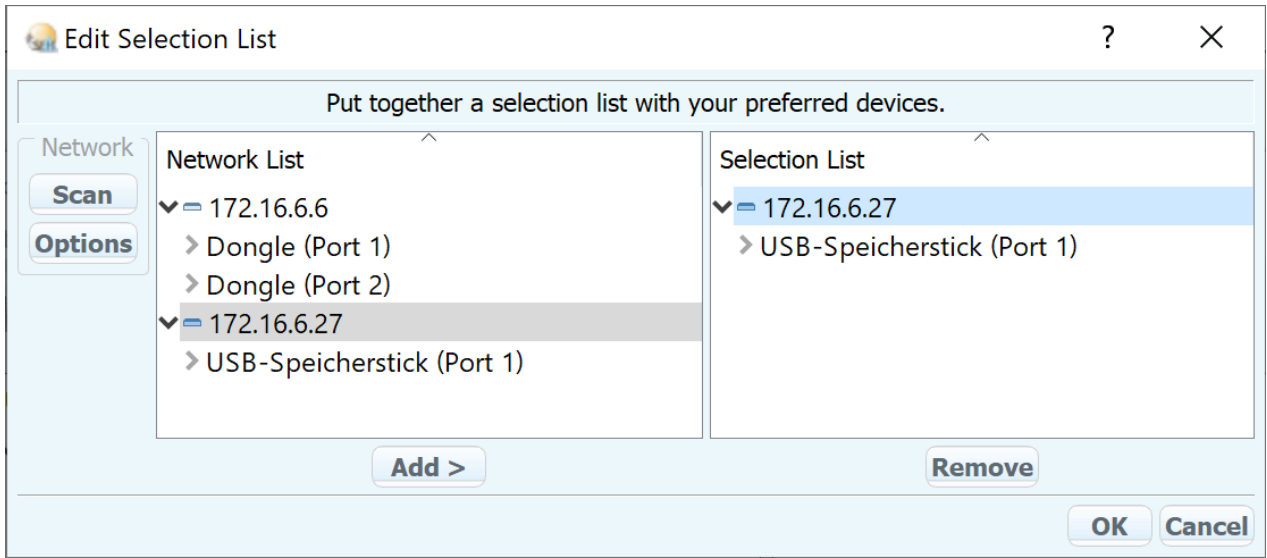 Edit Selection List
?
Put together a selection list with your preferred devices.
Network
Scan
Options
Network List
172.16.6.6
Dongle (Port 1)
Dongle (Port 2)
172.16.6.27
USB-Speicherstick (Port 1)
Add >
Selection List
172.16.6.27
USB-Speicherstick (Port 1)
Remove
OK
Cancel